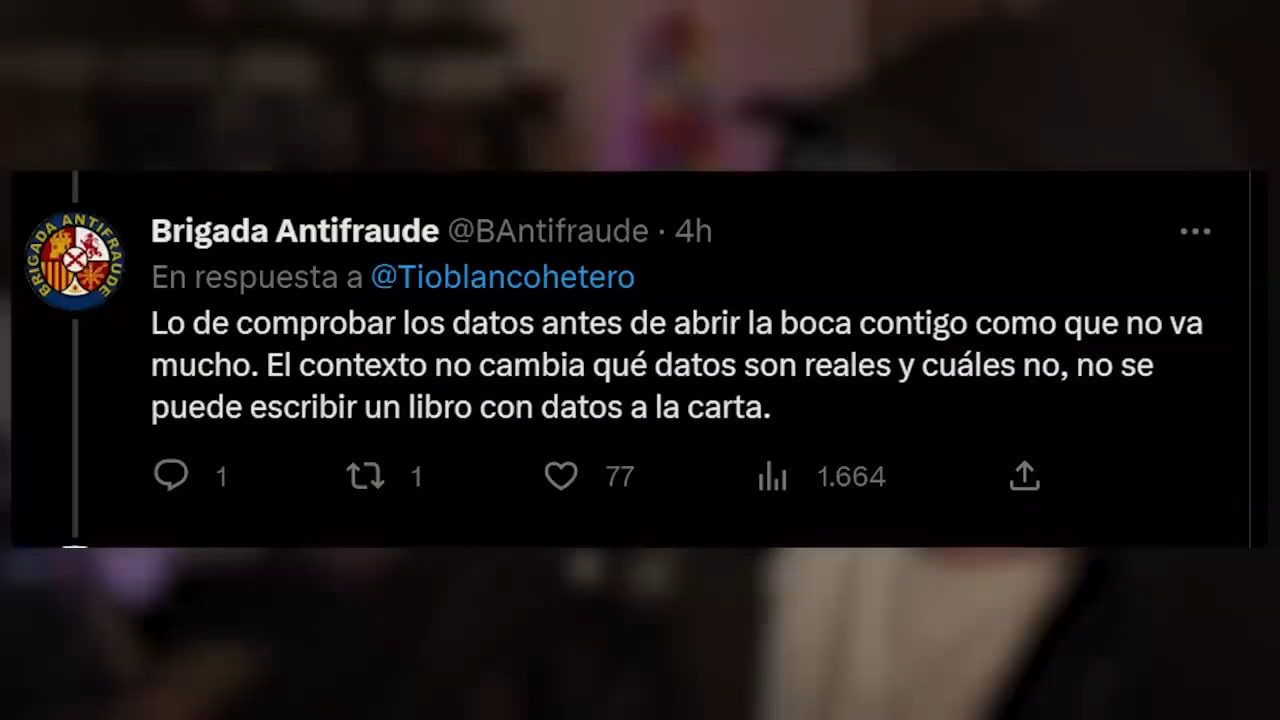 BRIGADA ANTIFRAUDE
Brigada Antifraude @BAntifraude · 4h
En respuesta a @Tioblancohetero
Lo de comprobar los datos antes de abrir la boca contigo como que no va
mucho. El contexto no cambia qué datos son reales y cuáles no, no se
puede escribir un libro con datos a la carta.
1 1 77 1.664